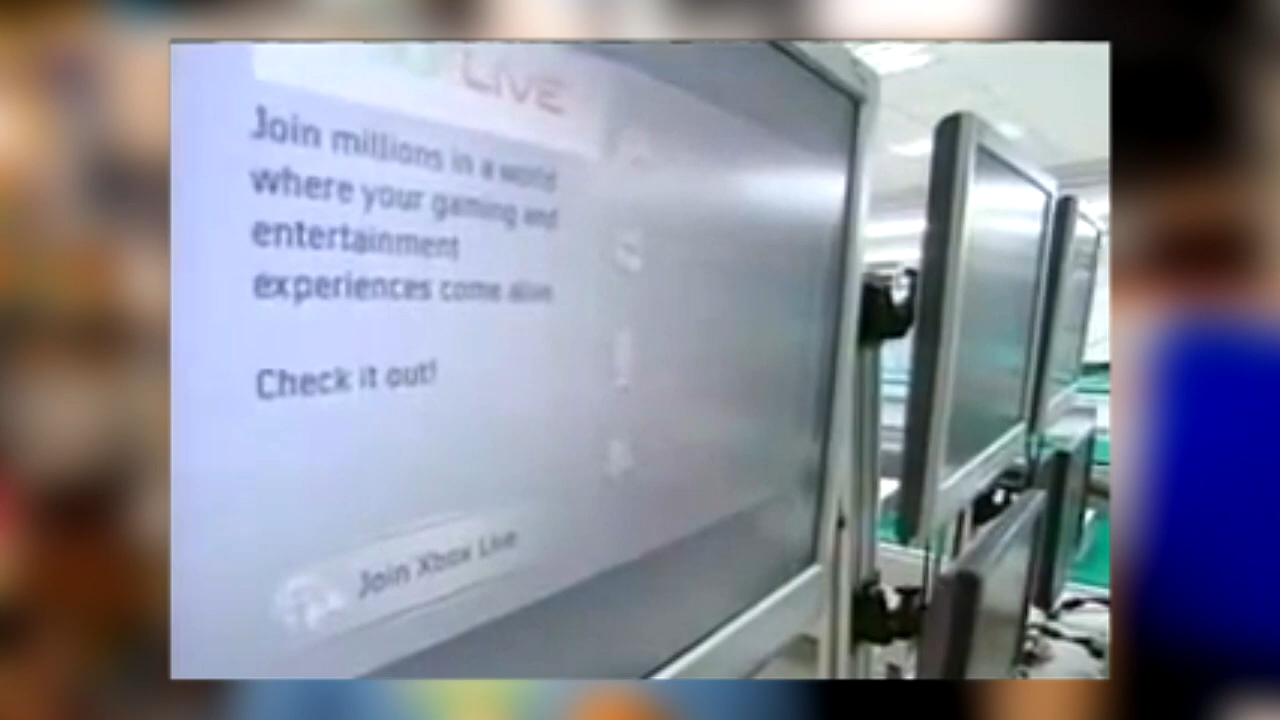 LIVE
Join millions in a world
where your gaming and
entertainment
experiences come alive
Check it out!
Join Xbox Live